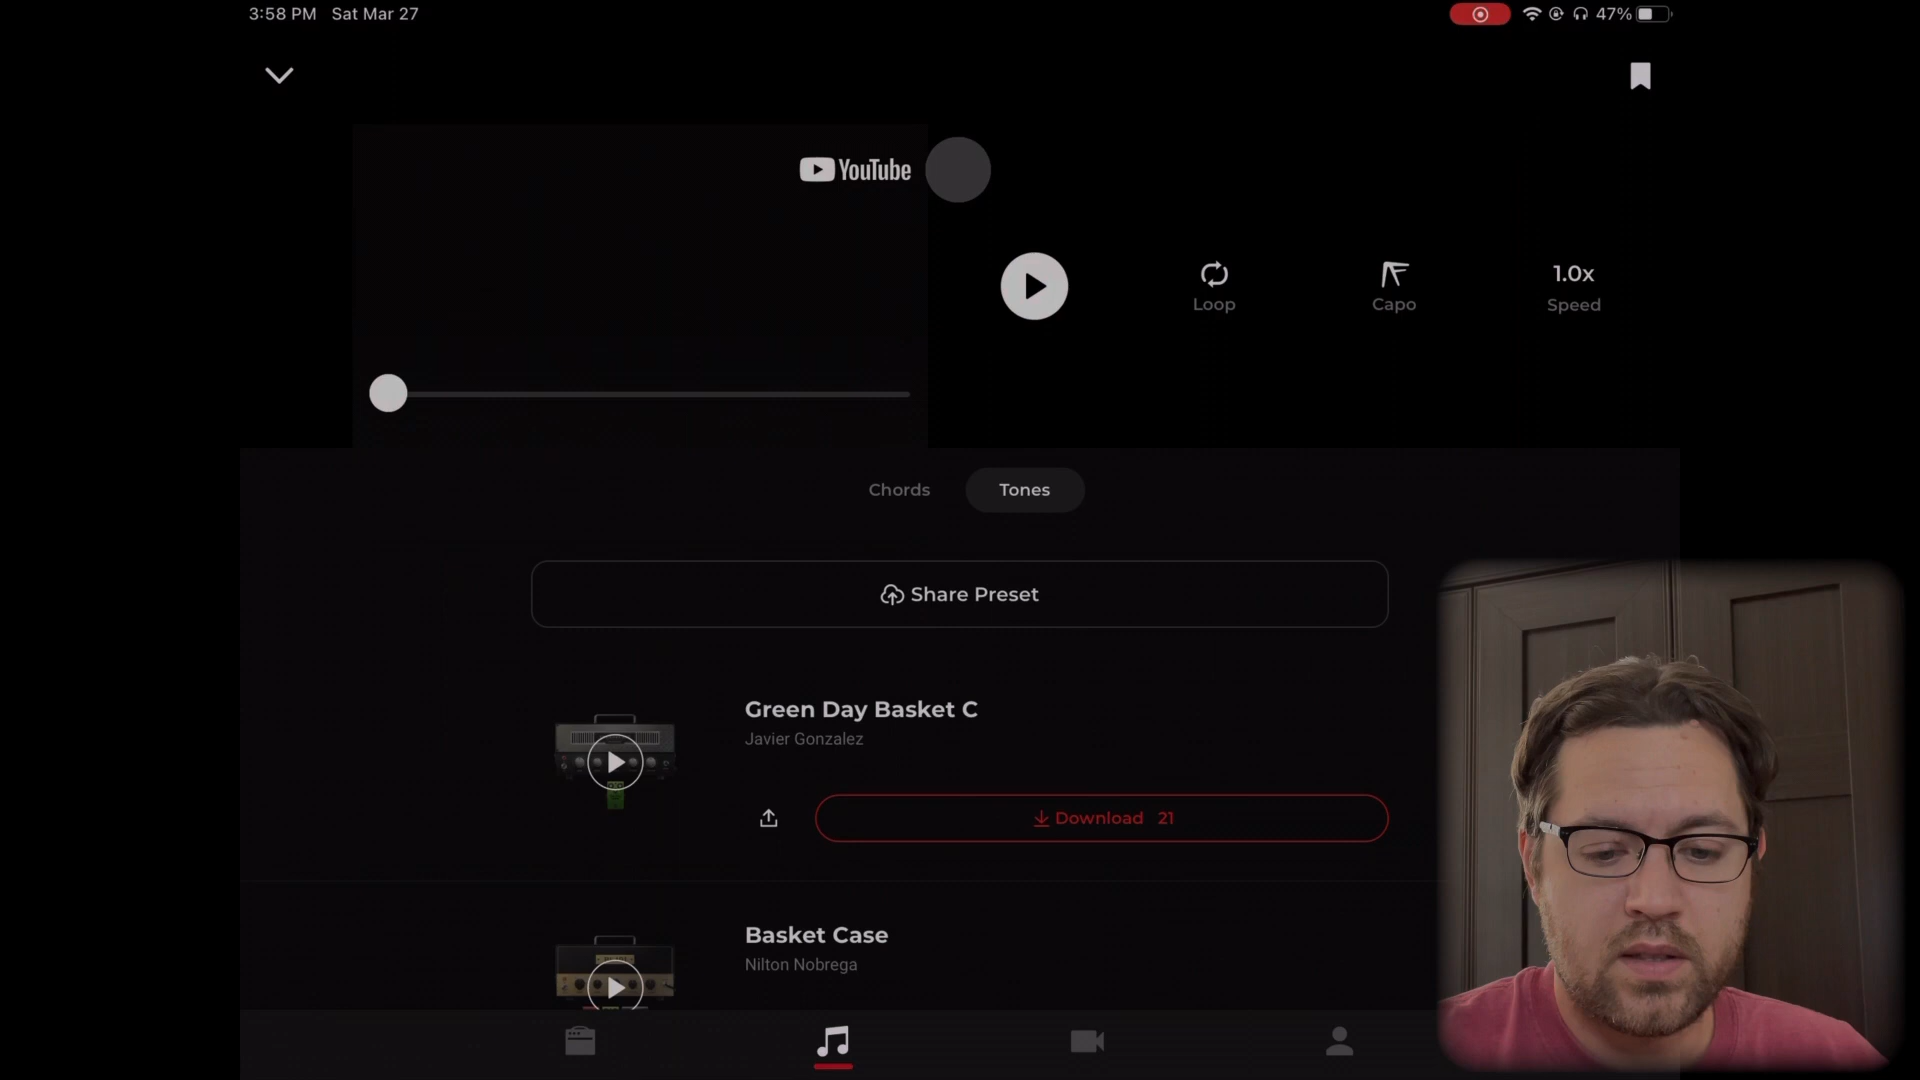 3:58 PM Sat Mar 27
47%
YouTube
Loop
Capo
1.0x
Speed
Chords
Tones
Share Preset
Green Day Basket C
Javier Gonzalez
Download 21
Basket Case
Nilton Nobrega